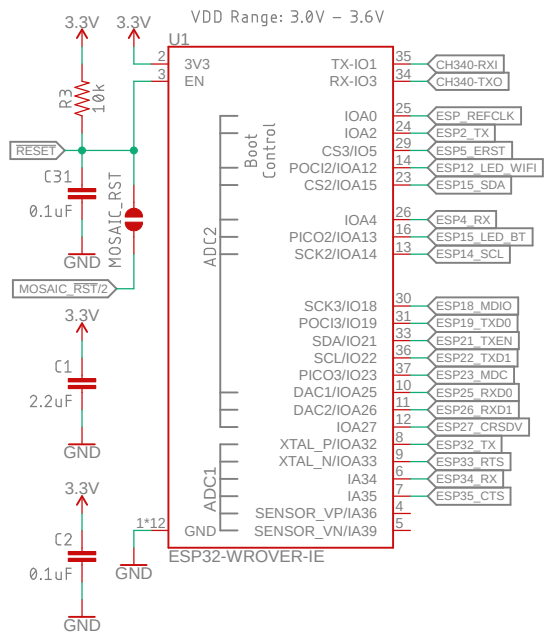 VDD Range: 3.0V – 3.6V
3.3V
3.3V
U1
R3
10k
RESET
C31
0.1uF
GND
MOSAIC_RST
MOSAIC_RST/2
3.3V
C1
2.2uF
GND
3.3V
C2
0.1uF
GND
2 3V3
3 EN
Boot
Control
ADC2
ADC1
1*12 GND
GND
TX-IO1 35 CH340-RXI
RX-IO3 34 CH340-TXO
IOA0 25 ESP_REFCLK
IOA2 24 ESP2_TX
CS3/IO5 29 ESP5_ERST
POCI2/IOA12 14 ESP12_LED_WIFI
CS2/IOA15 23 ESP15_SDA
IOA4 26 ESP4_RX
PICO2/IOA13 16 ESP15_LED_BT
SCK2/IOA14 13 ESP14_SCL
SCK3/IO18 30 ESP18_MDIO
POCI3/IO19 31 ESP19_TXD0
SDA/IO21 33 ESP21_TXEN
SCL/IO22 36 ESP22_TXD1
PICO3/IO23 37 ESP23_MDC
DAC1/IOA25 10 ESP25_RXD0
DAC2/IOA26 11 ESP26_RXD1
IOA27 12 ESP27_CRSDV
XTAL_P/IOA32 8 ESP32_TX
XTAL_N/IOA33 9 ESP33_RTS
IA34 6 ESP34_RX
IA35 7 ESP35_CTS
SENSOR_VP/IA36 4
SENSOR_VN/IA39 5
ESP32-WROVER-IE